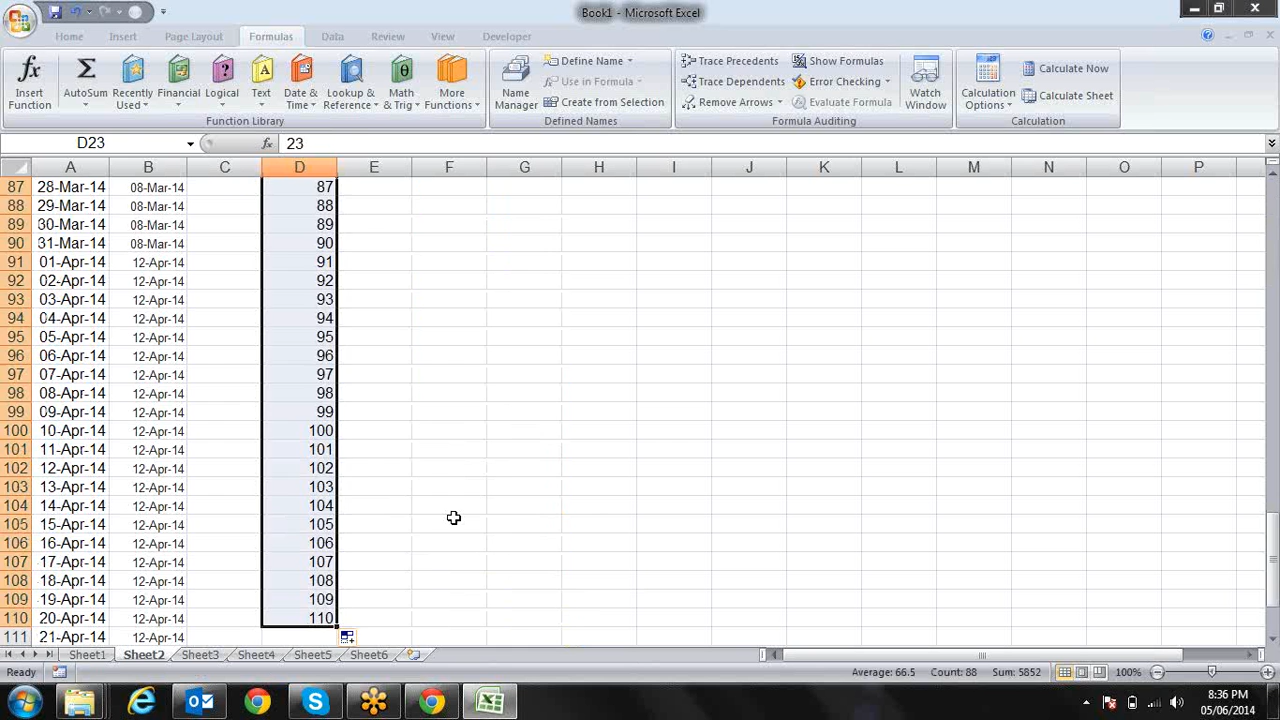 Book1 - Microsoft Excel
Home Insert Page Layout Formulas Data Review View Developer
Insert Function
AutoSum
Recently Used
Financial
Logical
Text
Date & Time
Lookup & Reference
Math & Trig
More Functions
Function Library
Name Manager
Define Name
Use in Formula
Create from Selection
Defined Names
Trace Precedents
Trace Dependents
Remove Arrows
Show Formulas
Error Checking
Evaluate Formula
Formula Auditing
Watch Window
Calculation Options
Calculate Now
Calculate Sheet
Calculation
D23 fx 23
A B C D E F G H I J K L M N O P
87 28-Mar-14 08-Mar-14 87
88 29-Mar-14 08-Mar-14 88
89 30-Mar-14 08-Mar-14 89
90 31-Mar-14 08-Mar-14 90
91 01-Apr-14 12-Apr-14 91
92 02-Apr-14 12-Apr-14 92
93 03-Apr-14 12-Apr-14 93
94 04-Apr-14 12-Apr-14 94
95 05-Apr-14 12-Apr-14 95
96 06-Apr-14 12-Apr-14 96
97 07-Apr-14 12-Apr-14 97
98 08-Apr-14 12-Apr-14 98
99 09-Apr-14 12-Apr-14 99
100 10-Apr-14 12-Apr-14 100
101 11-Apr-14 12-Apr-14 101
102 12-Apr-14 12-Apr-14 102
103 13-Apr-14 12-Apr-14 103
104 14-Apr-14 12-Apr-14 104
105 15-Apr-14 12-Apr-14 105
106 16-Apr-14 12-Apr-14 106
107 17-Apr-14 12-Apr-14 107
108 18-Apr-14 12-Apr-14 108
109 19-Apr-14 12-Apr-14 109
110 20-Apr-14 12-Apr-14 110
111 21-Apr-14 12-Apr-14
Sheet1 Sheet2 Sheet3 Sheet4 Sheet5 Sheet6
Ready Average: 66.5 Count: 88 Sum: 5852 100%
8:36 PM
05/06/2014